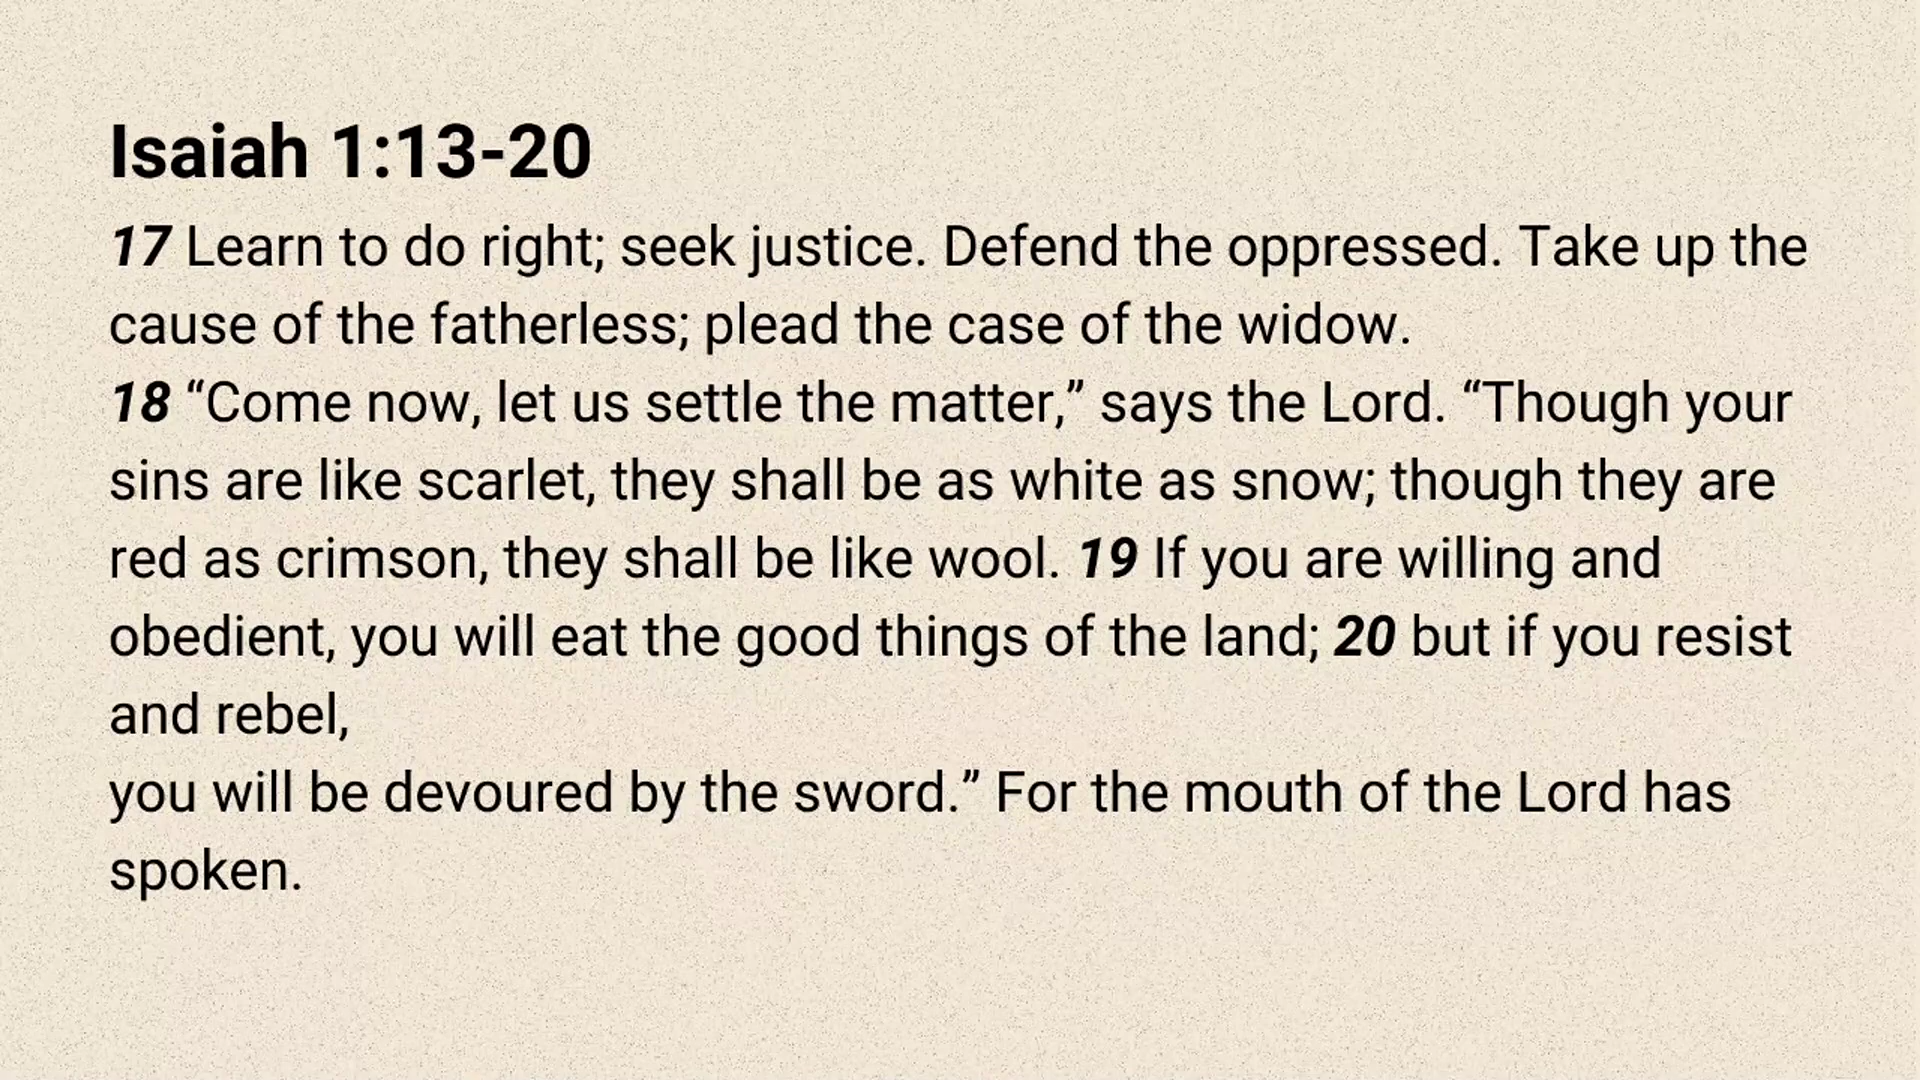 Isaiah 1:13-20
17 Learn to do right; seek justice. Defend the oppressed. Take up the
cause of the fatherless; plead the case of the widow.
18 “Come now, let us settle the matter,” says the Lord. “Though your
sins are like scarlet, they shall be as white as snow; though they are
red as crimson, they shall be like wool. 19 If you are willing and
obedient, you will eat the good things of the land; 20 but if you resist
and rebel,
you will be devoured by the sword.” For the mouth of the Lord has
spoken.